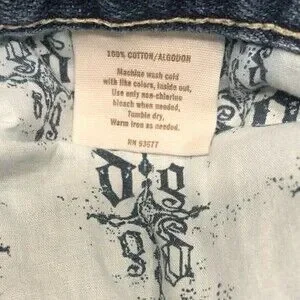 100% COTTON/ALGODON
Machine wash cold
with like colors, inside out,
Use only non-chlorine
bleach when needed,
Tumble dry,
Warm iron as needed.
RN 93677
d g